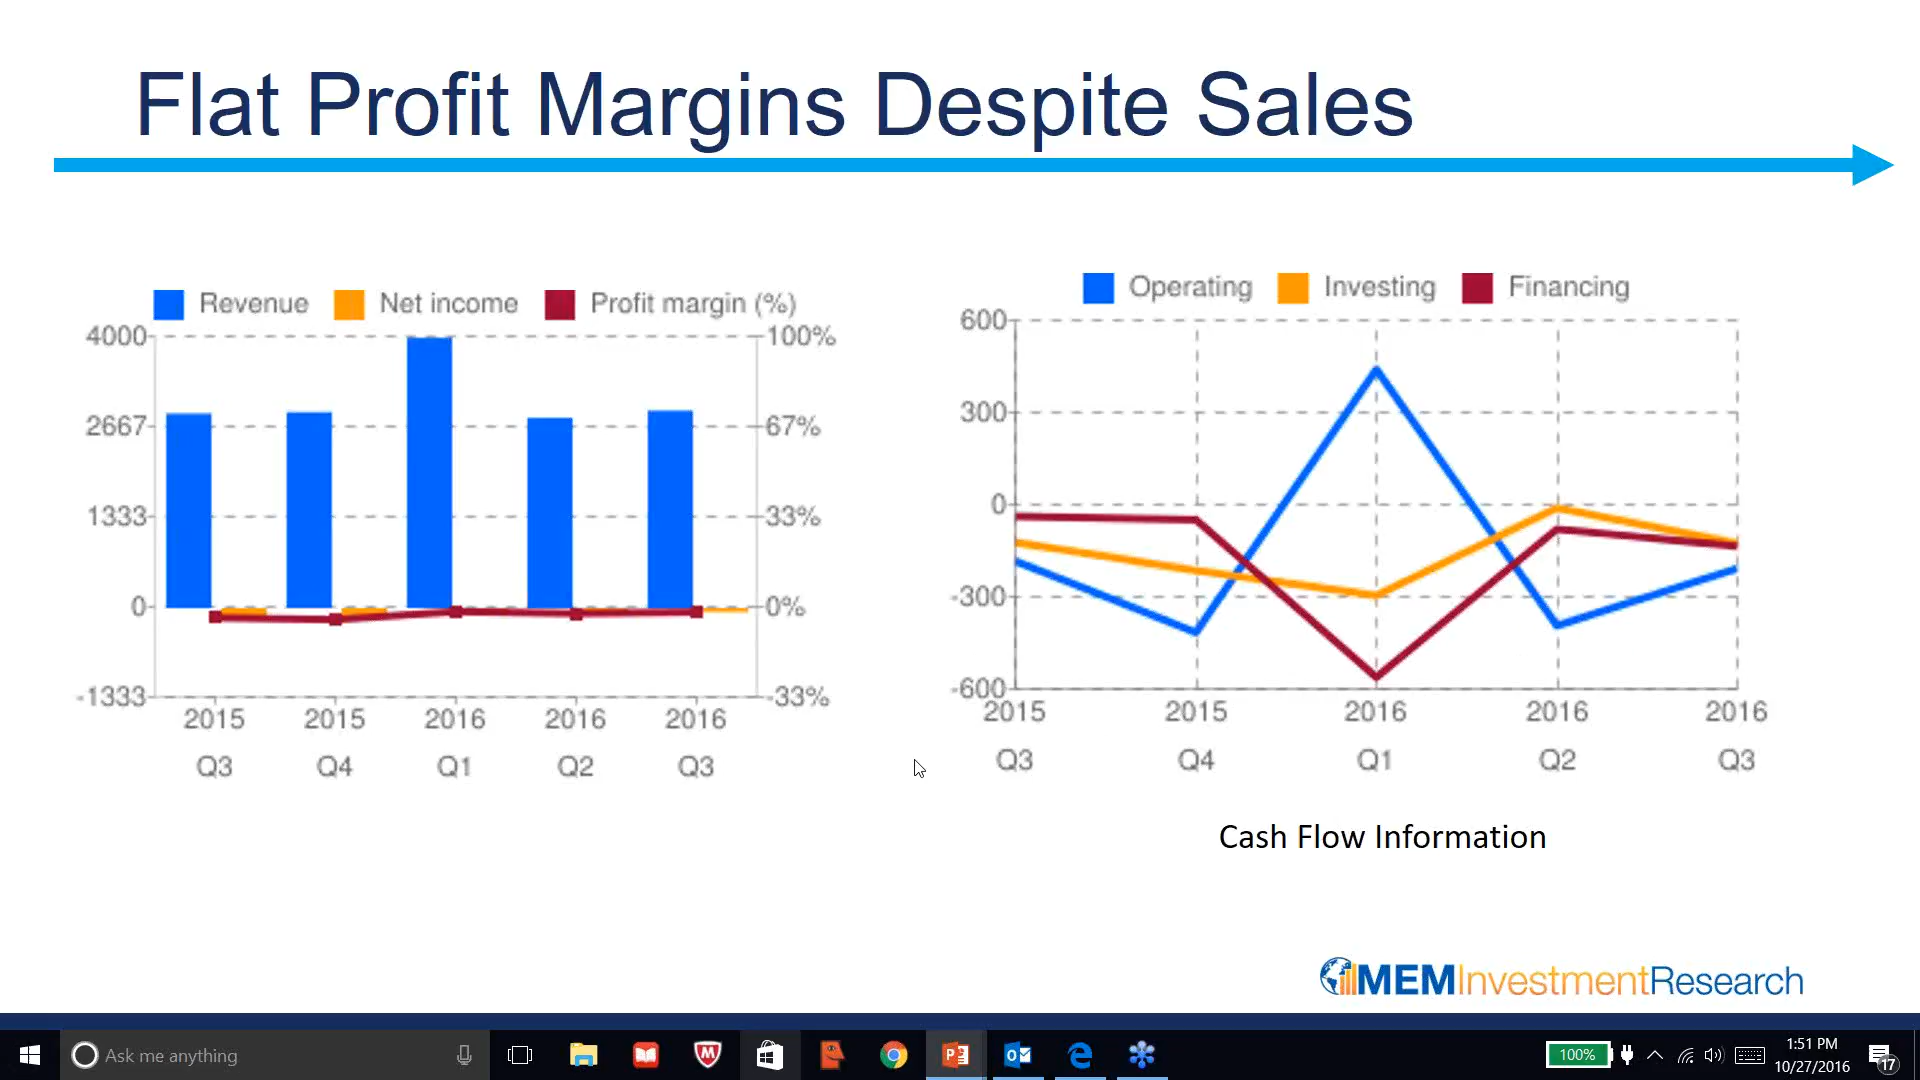 Flat Profit Margins Despite Sales
Revenue Net income Profit margin (%)
4000 100%
2667 67%
1333 33%
0 0%
-1333 -33%
2015 2015 2016 2016 2016
Q3 Q4 Q1 Q2 Q3
Operating Investing Financing
600
300
0
-300
-600
2015 2015 2016 2016 2016
Q3 Q4 Q1 Q2 Q3
Cash Flow Information
MEMInvestmentResearch
Ask me anything
100%
1:51 PM
10/27/2016
17